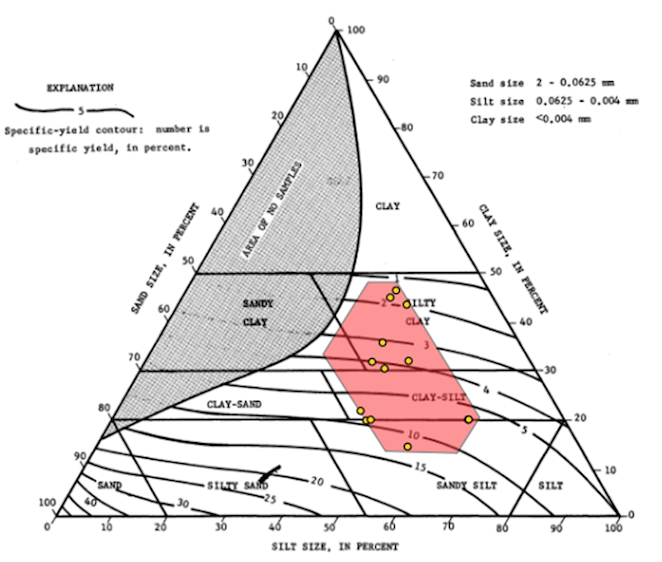 0
100
10
90
EXPLANATION
5
Specific-yield contour: number is
specific yield, in percent.
Sand size 2 - 0.0625 mm
Silt size 0.0625 - 0.004 mm
Clay size <0.004 mm
20
80
30
70
AREA OF NO SAMPLES
CLAY
40
60
SAND SIZE, IN PERCENT
CLAY SIZE, IN PERCENT
50
50
60
SANDY
CLAY
2
SILTY
CLAY
40
3
70
30
4
CLAY-SAND
CLAY-SILT
80
20
5
10
90
15
10
SAND
SILTY SAND
20
SANDY SILT
SILT
25
30
40
100
0
0
10
20
30
40
50
60
70
80
90
100
SILT SIZE, IN PERCENT